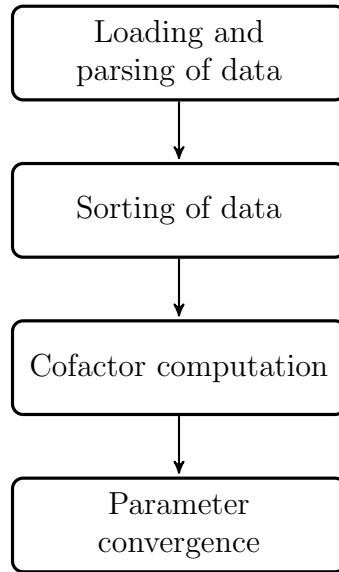 Loading and
parsing of data
Sorting of data
Cofactor computation
Parameter
convergence